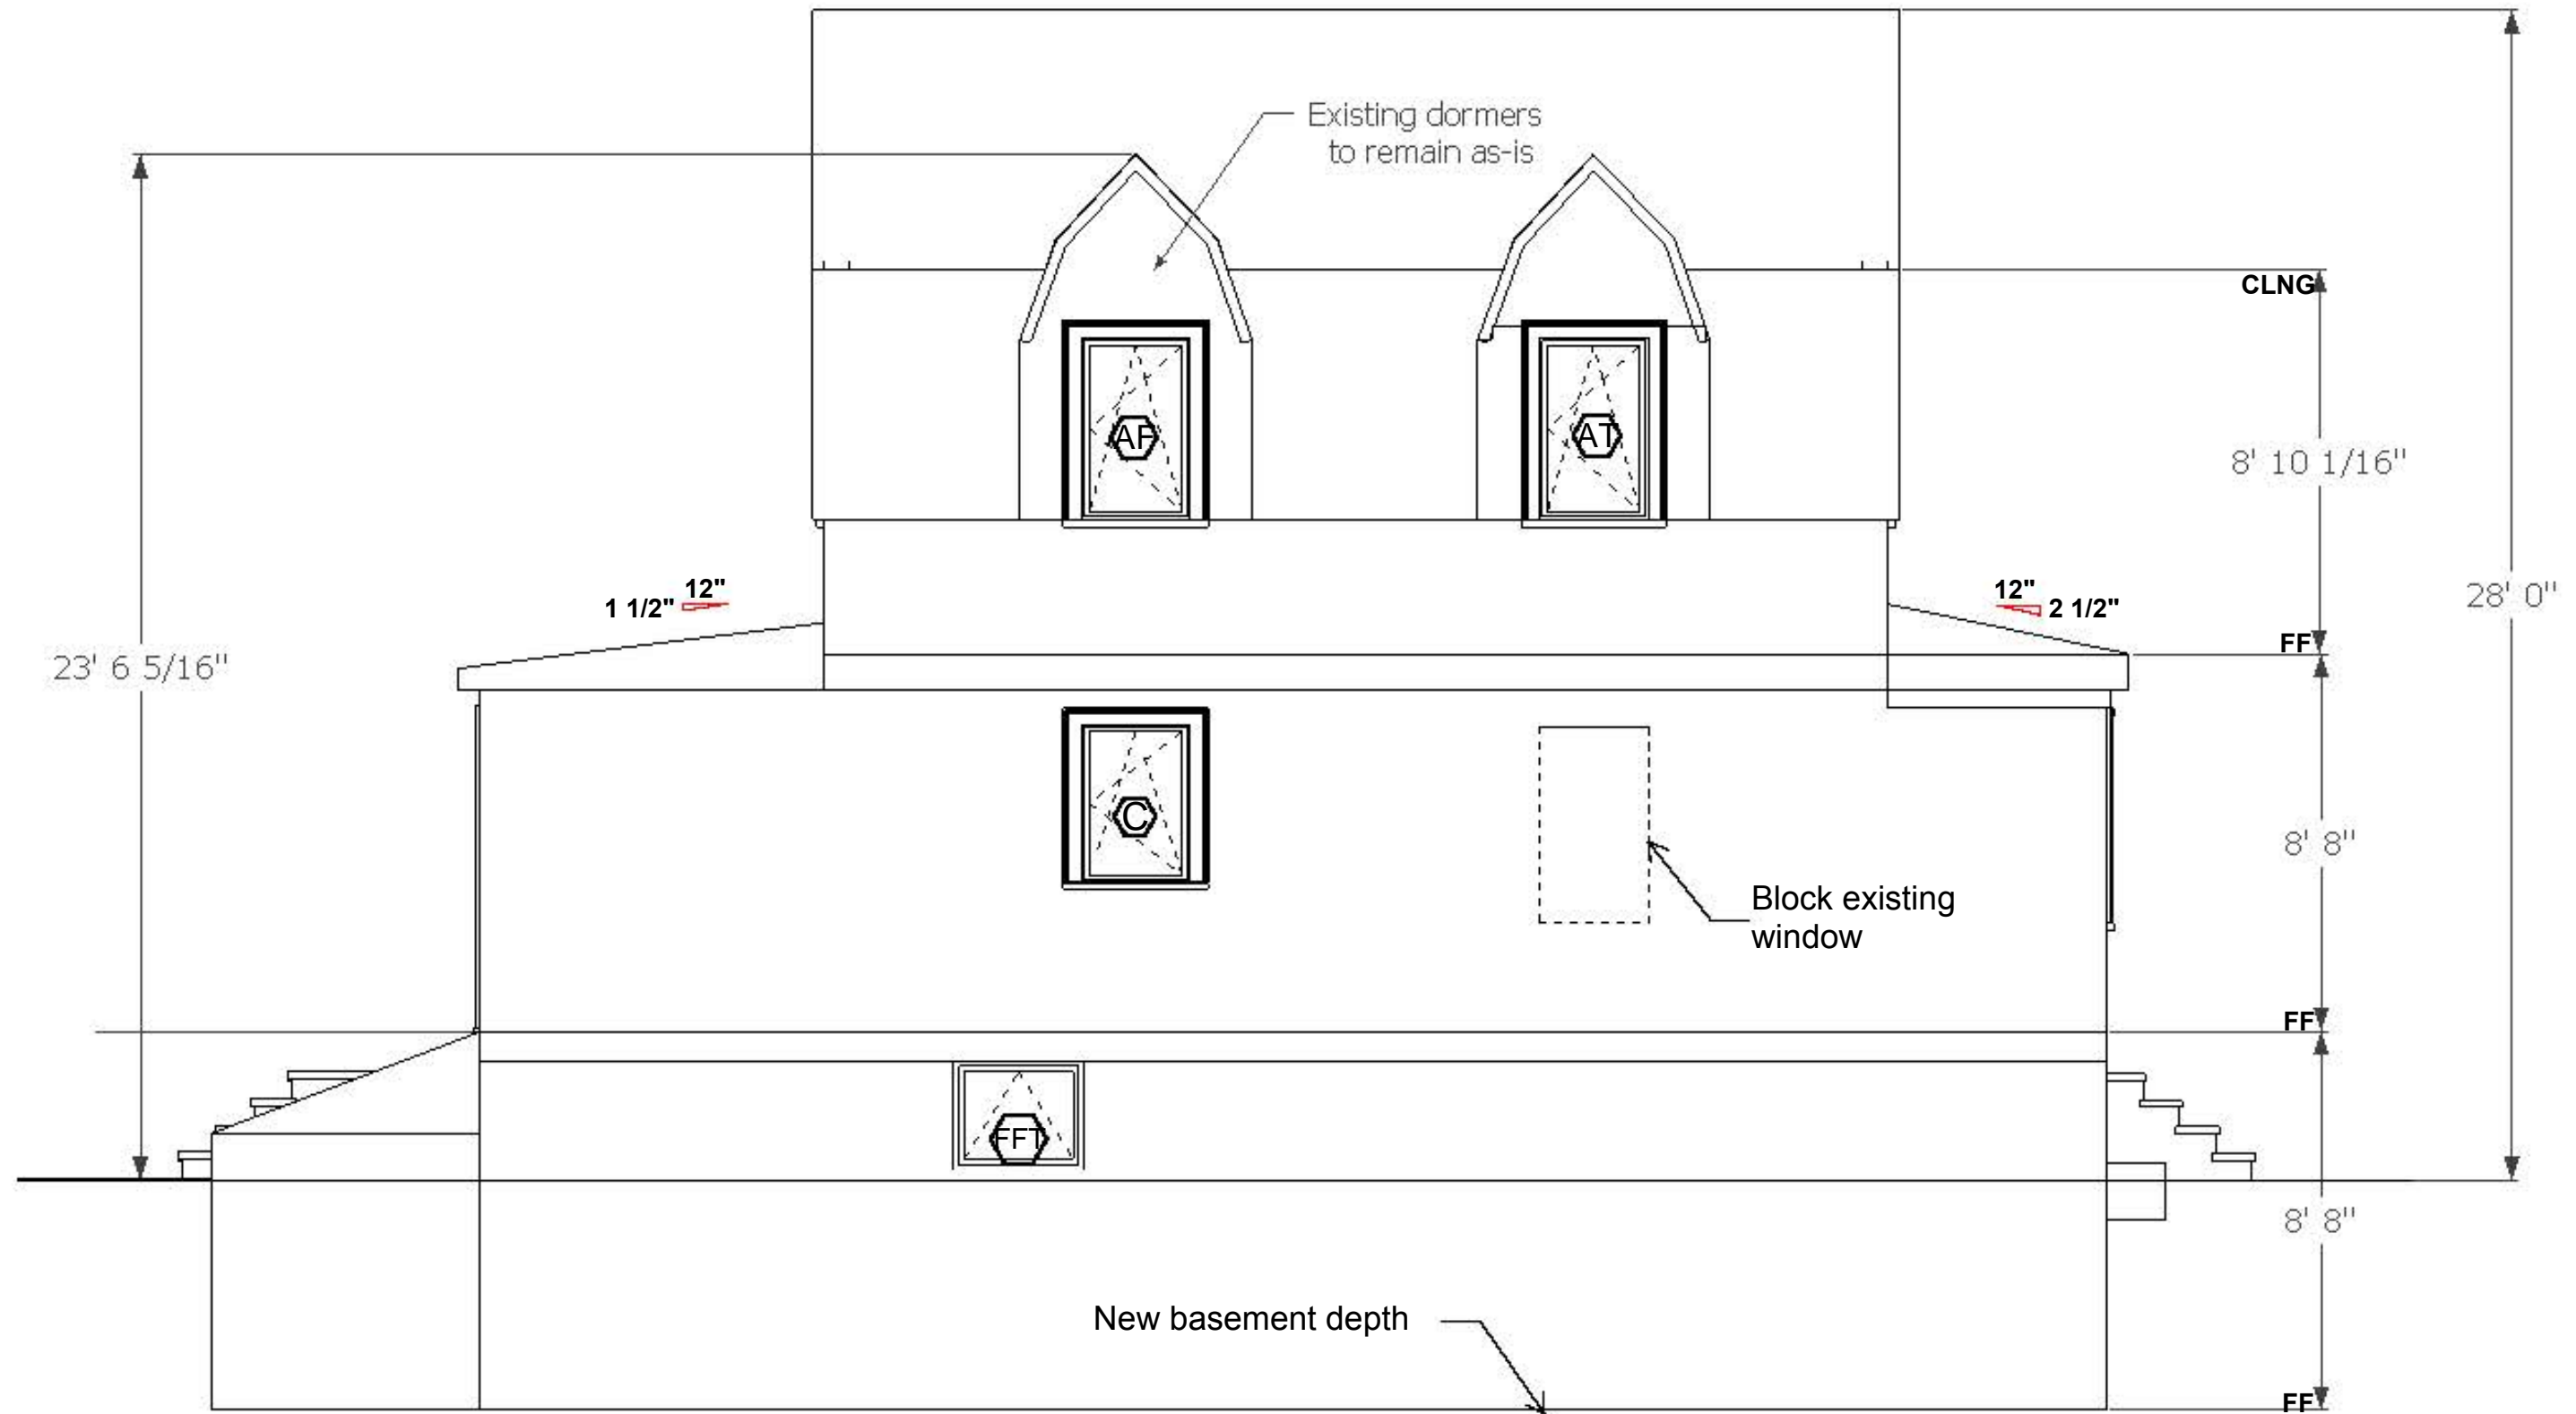 Existing dormers
to remain as-is
CLNG
AF
AT
8' 10 1/16"
12"
1 1/2"
12"
2 1/2"
28' 0"
FF
23' 6 5/16"
C
8' 8"
Block existing
window
FF
FFT
8' 8"
New basement depth
FF